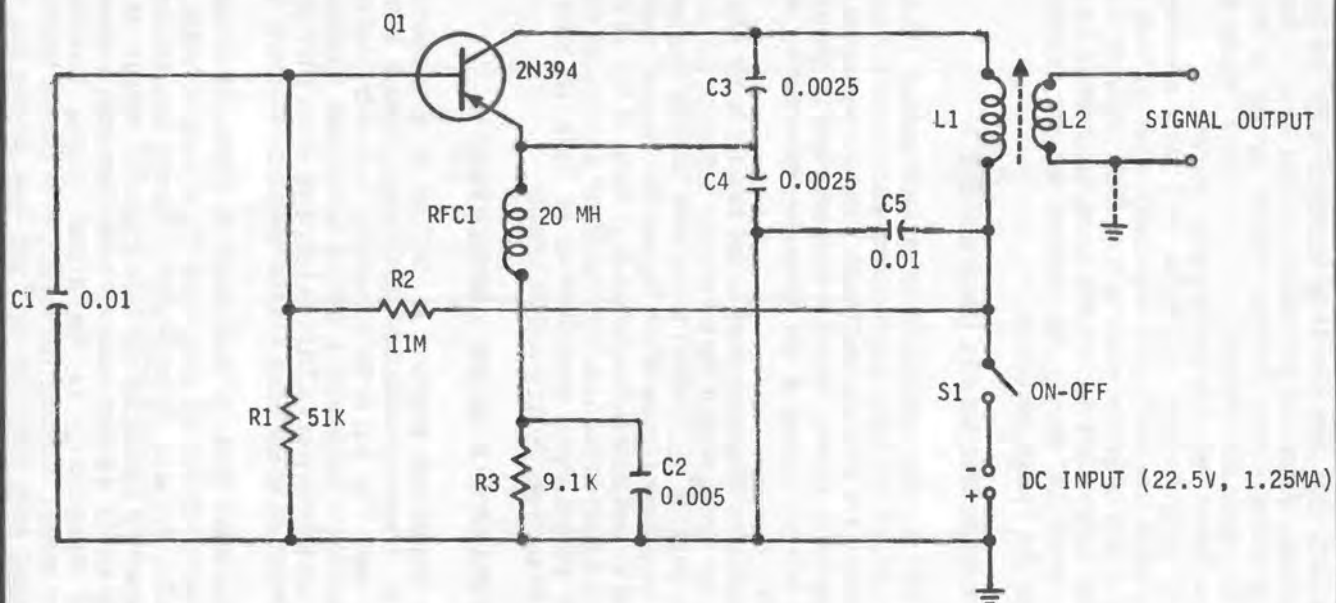 Q1
2N394
C3 0.0025
L1
L2
SIGNAL OUTPUT
C4 0.0025
C5
0.01
RFC1 20 MH
C1 0.01
R2
11M
R1 51K
S1 ON-OFF
R3 9.1K
C2
0.005
-
+
DC INPUT (22.5V, 1.25MA)